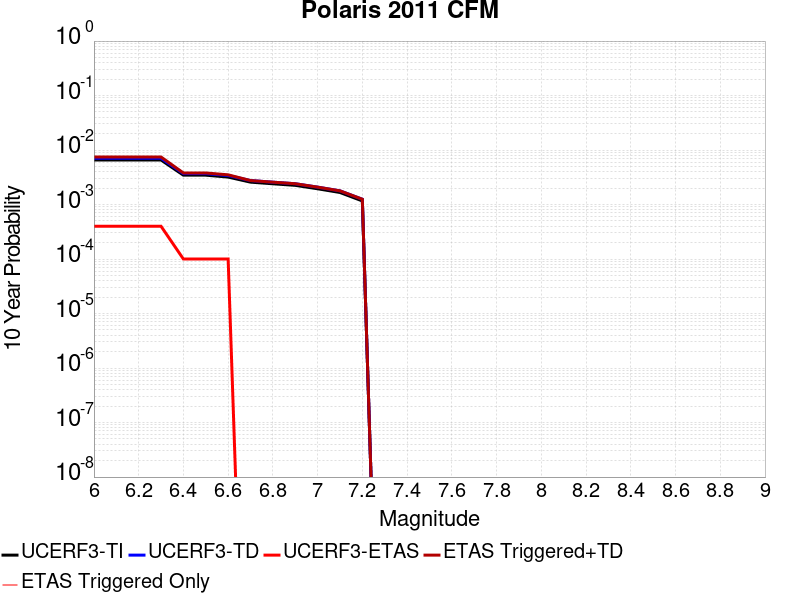 Polaris 2011 CFM
10 Year Probability
10^0
10^-1
10^-2
10^-3
10^-4
10^-5
10^-6
10^-7
10^-8
6 6.2 6.4 6.6 6.8 7 7.2 7.4 7.6 7.8 8 8.2 8.4 8.6 8.8 9
Magnitude
UCERF3-TI UCERF3-TD UCERF3-ETAS ETAS Triggered+TD
ETAS Triggered Only